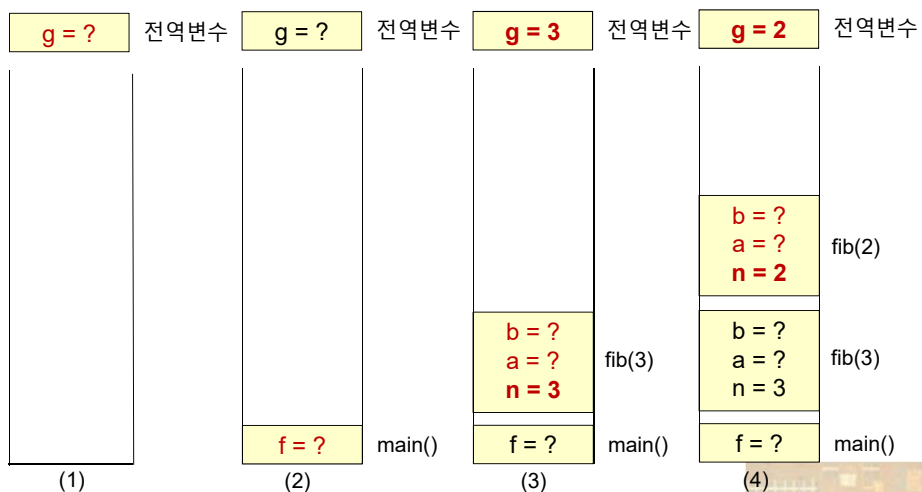 g = ? 전역변수 g = ? 전역변수 g = 3 전역변수 g = 2 전역변수
b = ?
a = ?
n = 2
fib(2)
b = ?
a = ?
n = 3
fib(3)
b = ?
a = ?
n = 3
fib(3)
f = ? main() f = ? main() f = ? main()
(1) (2) (3) (4)